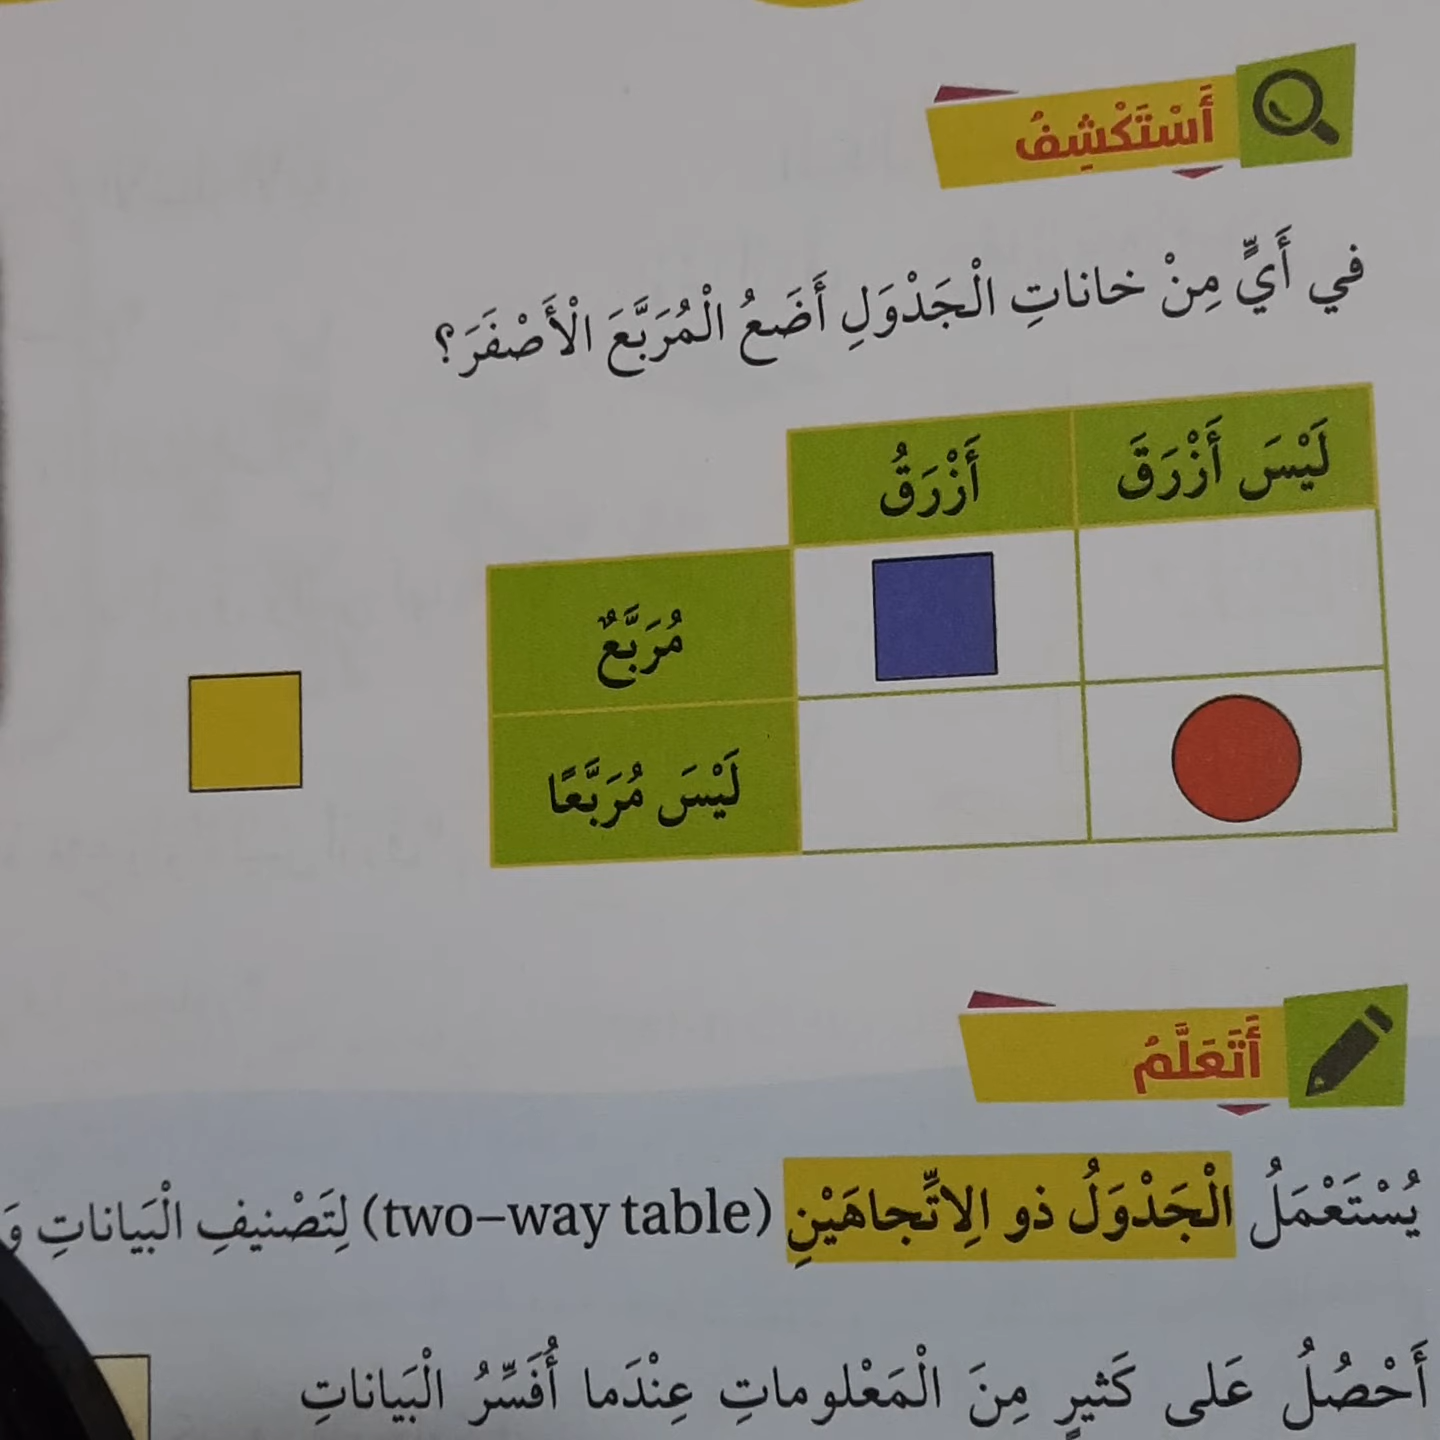 أَسْتَكْشِفُ
في أَيٍّ مِنْ خاناتِ الْجَدْوَلِ أَضَعُ الْمُرَبَّعَ الْأَصْفَرَ؟
لَيْسَ أَزْرَقَ
أَزْرَقُ
مُرَبَّعٌ
لَيْسَ مُرَبَّعًا
أَتَعَلَّمُ
يُسْتَعْمَلُ الْجَدْوَلُ ذو الِاتِّجاهَيْنِ (two-way table) لِتَصْنيفِ الْبَياناتِ وَ
أَحْصُلُ عَلى كَثيرٍ مِنَ الْمَعْلوماتِ عِنْدَما أُفَسِّرُ الْبَياناتِ